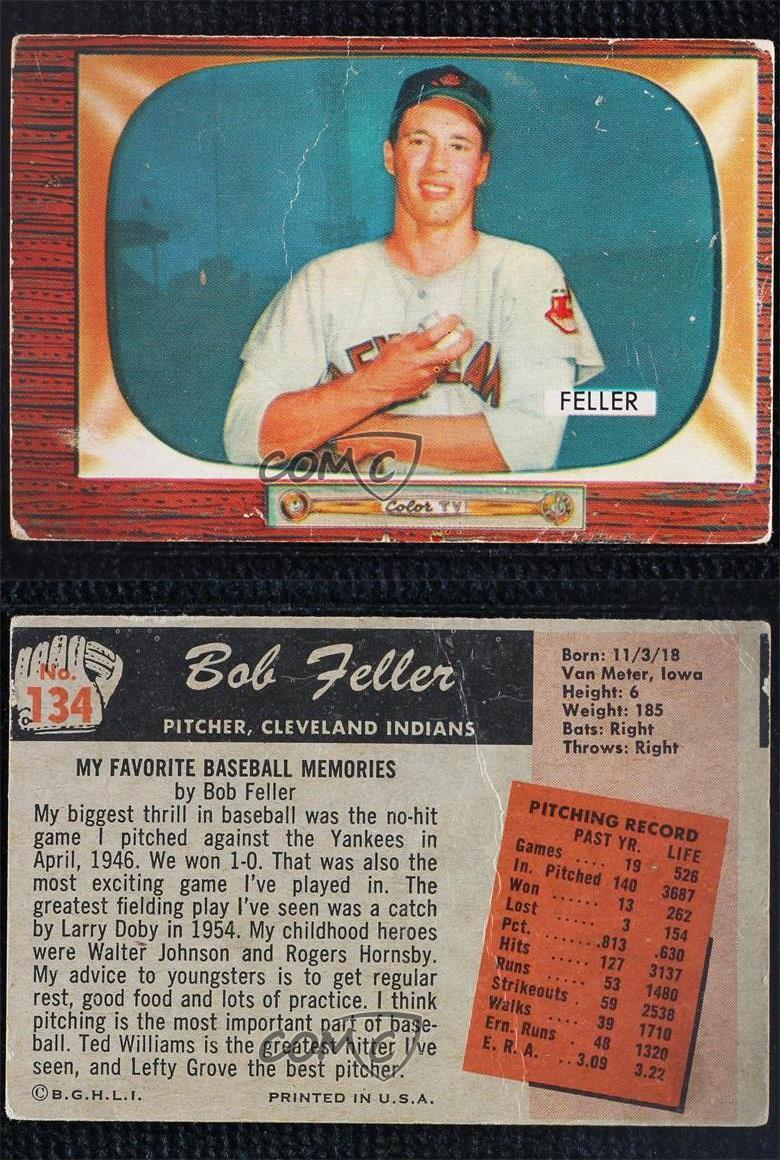 CLEVELAND
FELLER
COMC
Color TV
No.
134
Bob Feller
PITCHER, CLEVELAND INDIANS
Born: 11/3/18
Van Meter, Iowa
Height: 6
Weight: 185
Bats: Right
Throws: Right
MY FAVORITE BASEBALL MEMORIES
by Bob Feller
My biggest thrill in baseball was the no-hit
game I pitched against the Yankees in
April, 1946. We won 1-0. That was also the
most exciting game I've played in. The
greatest fielding play I've seen was a catch
by Larry Doby in 1954. My childhood heroes
were Walter Johnson and Rogers Hornsby.
My advice to youngsters is to get regular
rest, good food and lots of practice. I think
pitching is the most important part of base-
ball. Ted Williams is the greatest hitter I've
seen, and Lefty Grove the best pitcher.
COMC
©B.G.H.L.I. PRINTED IN U.S.A.
PITCHING RECORD
PAST YR. LIFE
Games .... 19 526
In. Pitched 140 3687
Won ...... 13 262
Lost ...... 3 154
Pct. ..... .813 .630
Hits ..... 127 3137
Runs ..... 53 1480
Strikeouts . 59 2538
Walks .... 39 1710
Ern. Runs . 48 1320
E. R. A. .. 3.09 3.22